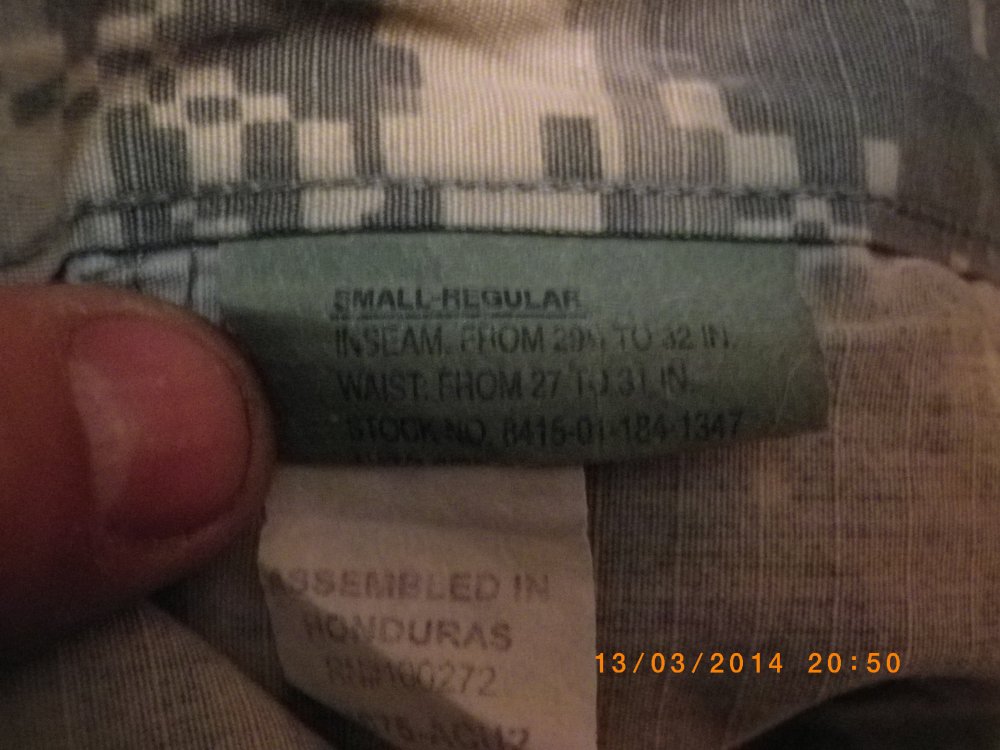 SMALL-REGULAR
INSEAM: FROM 29½ TO 32 IN.
WAIST: FROM 27 TO 31 IN.
STOCK NO. 8415-01-184-1347
ASSEMBLED IN
HONDURAS
13/03/2014 20:50